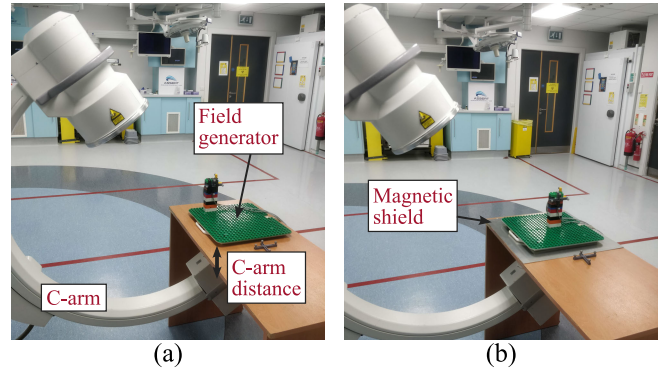 Field
generator
C-arm
C-arm
distance
(a)
Magnetic
shield
(b)